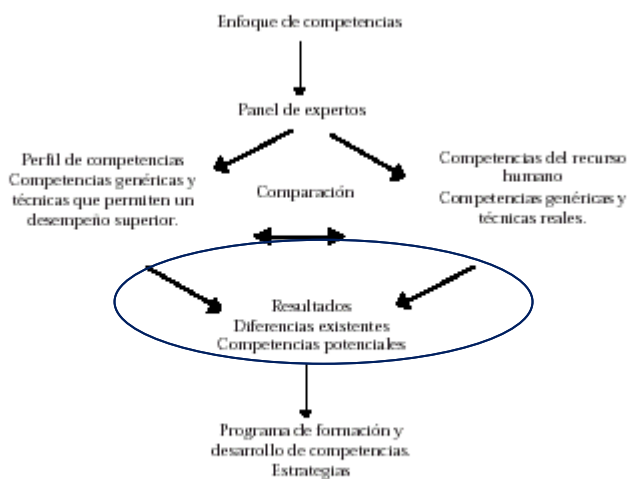 Enfoque de competencias
Panel de expertos
Perfil de competencias
Competencias genéricas y
técnicas que permiten un
desempeño superior.
Comparación
Competencias del recurso
humano
Competencias genéricas y
técnicas reales.
Resultados
Diferencias existentes
Competencias potenciales
Programa de formación y
desarrollo de competencias.
Estrategias